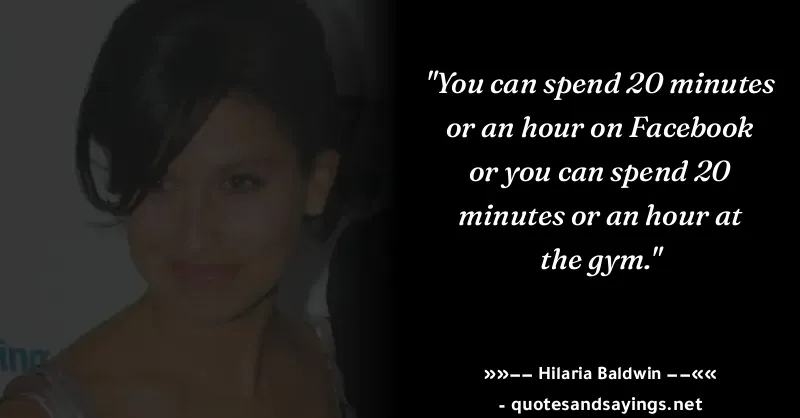 "You can spend 20 minutes
or an hour on Facebook
or you can spend 20
minutes or an hour at
the gym."
»»-- Hilaria Baldwin --««
- quotesandsayings.net
ing